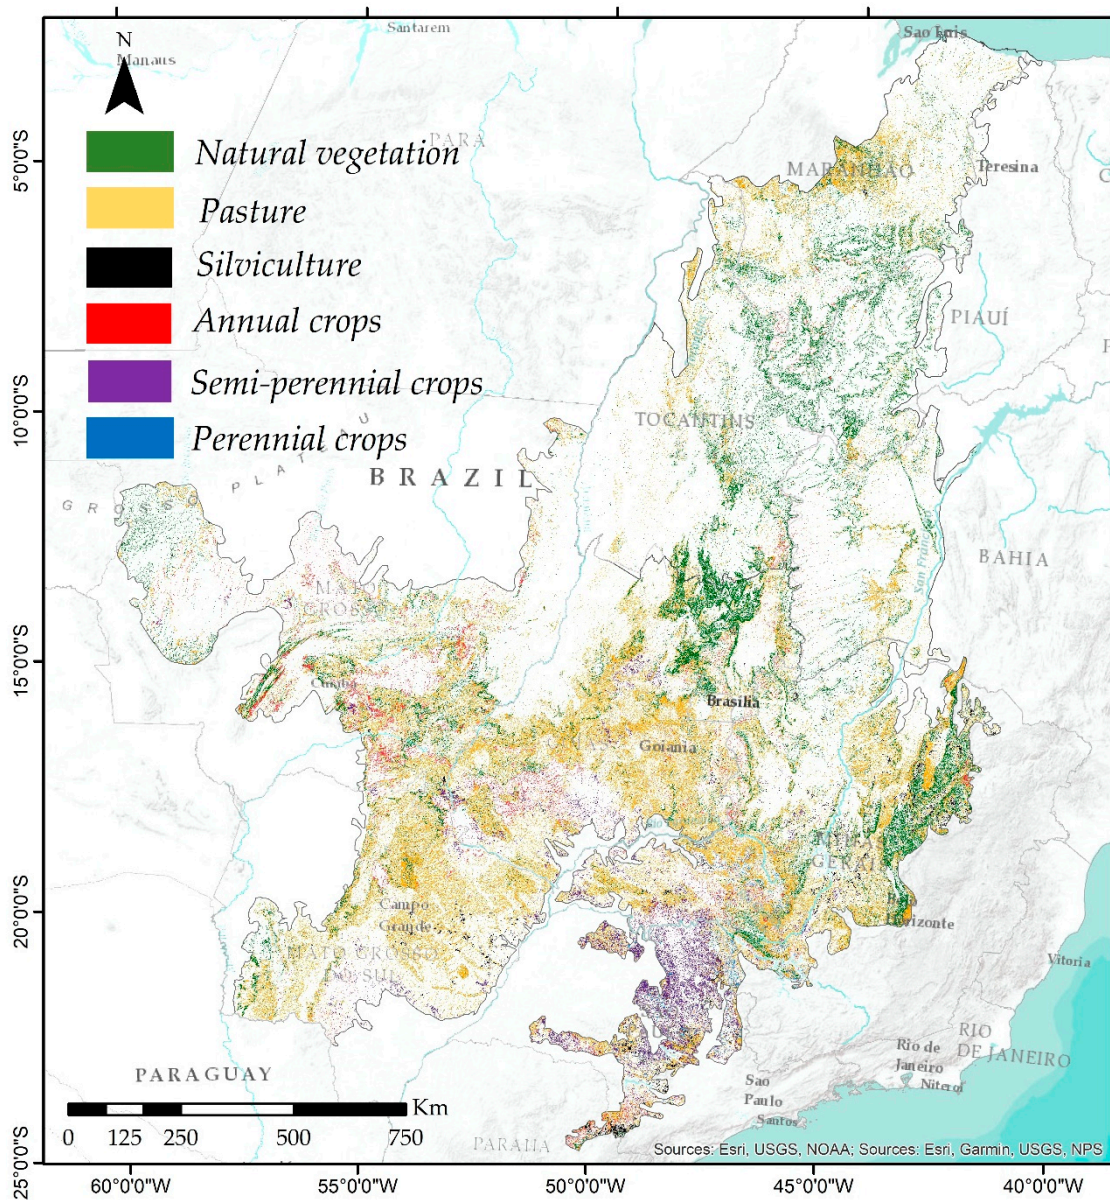 N
Santarem
Manaus
Sao Luis
Natural vegetation
PARA
MARANHAO
Teresina
Pasture
5°0'0"S
Silviculture
Annual crops
PIAUÍ
Semi-perennial crops
Perennial crops
TOCANTINS
10°0'0"S
BRAZIL
GROSSO PLATEAU
San Francisco
BAHIA
MATO
GROSSO
15°0'0"S
Cuiaba
Brasilia
GOIAS
Goiania
MINAS
GERAIS
20°0'0"S
Campo
Grande
Belo
Horizonte
MATO GROSSO
DO SUL
Vitoria
RIO
DE JANEIRO
Rio de
Janeiro
Niteroi
PARAGUAY
Sao
Paulo
Santos
Km
0 125 250 500 750
PARANA
Sources: Esri, USGS, NOAA; Sources: Esri, Garmin, USGS, NPS
25°0'0"S
60°0'0"W 55°0'0"W 50°0'0"W 45°0'0"W 40°0'0"W